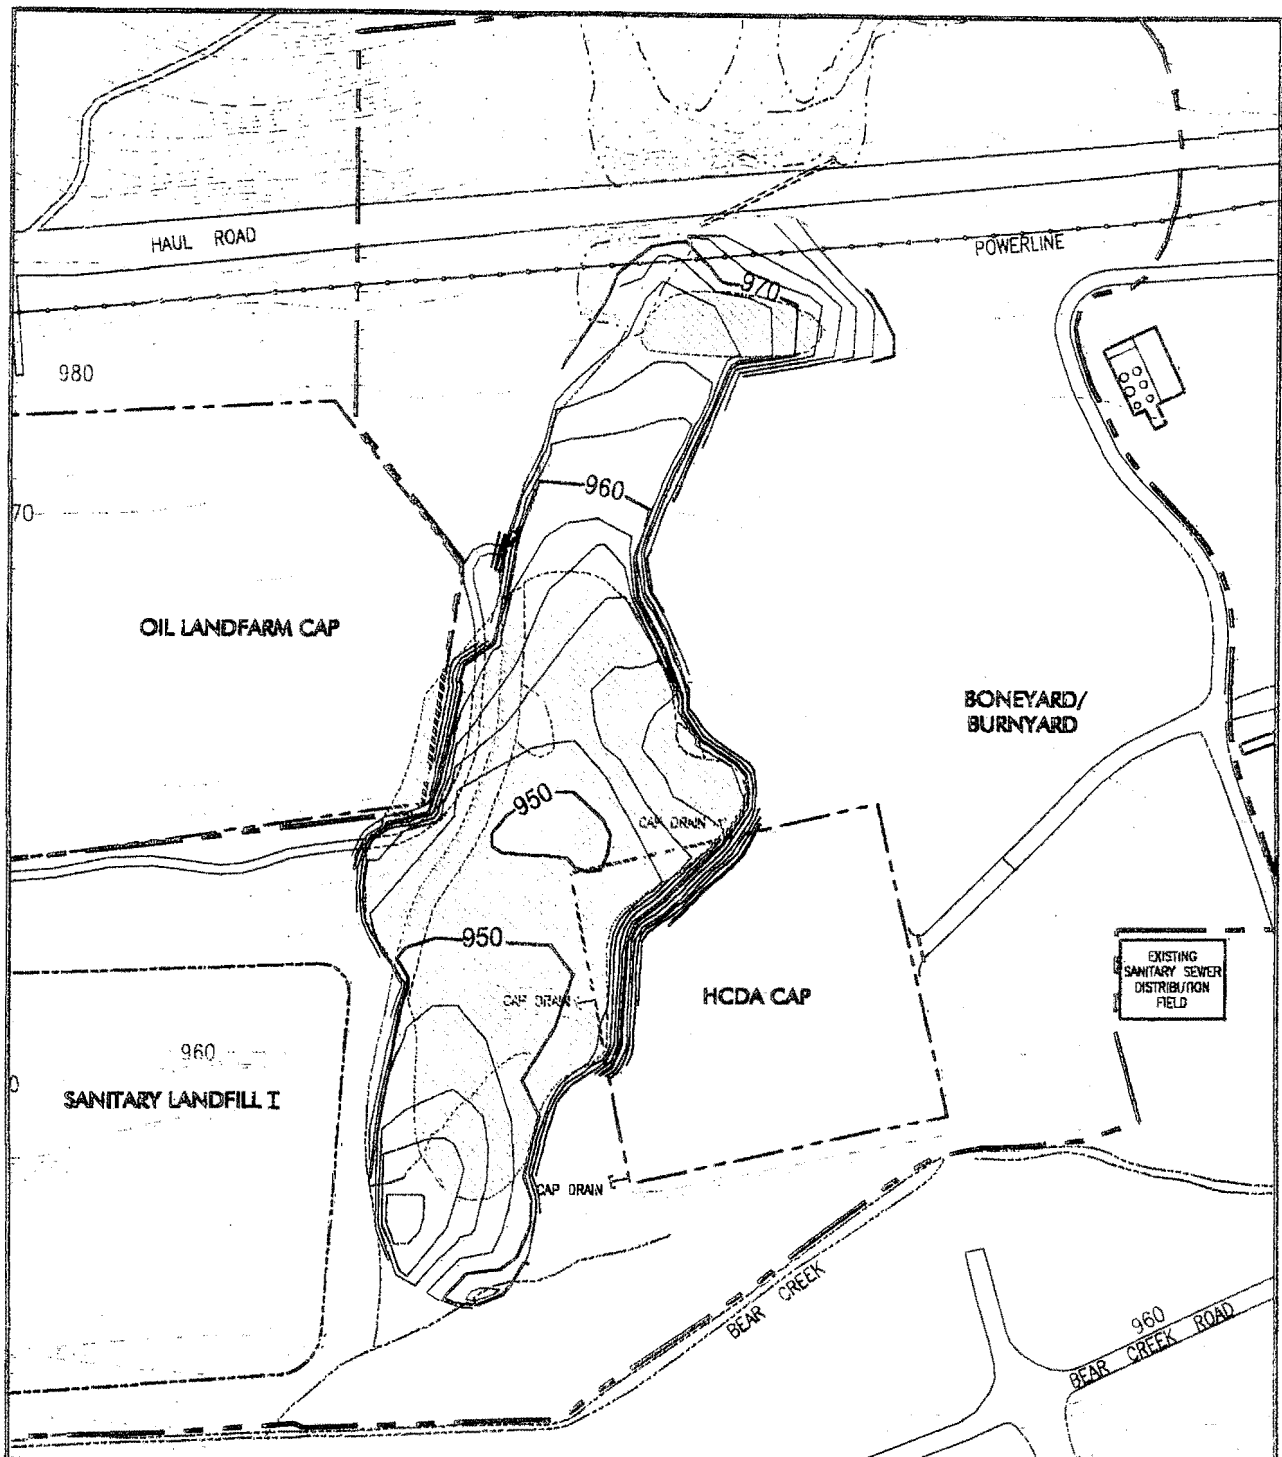 HAUL ROAD
POWERLINE
970
980
960
70
OIL LANDFARM CAP
BONEYARD/
BURNYARD
950
CAP DRAIN
950
EXISTING
SANITARY SEWER
DISTRIBUTION
FIELD
CAP DRAIN
HCDA CAP
960
0
SANITARY LANDFILL I
CAP DRAIN
BEAR CREEK
960
BEAR CREEK ROAD